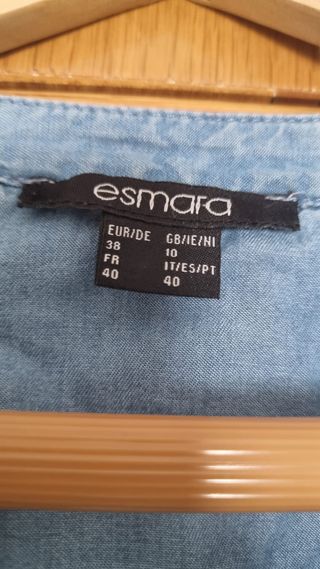 esmara
EUR/DE GB/IE/NI
38 10
FR IT/ES/PT
40 40